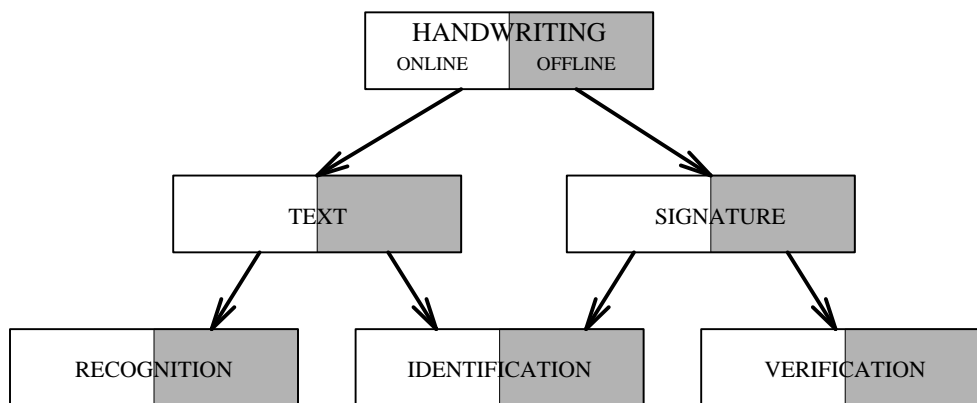 HANDWRITING
ONLINE OFFLINE
TEXT SIGNATURE
RECOGNITION IDENTIFICATION VERIFICATION